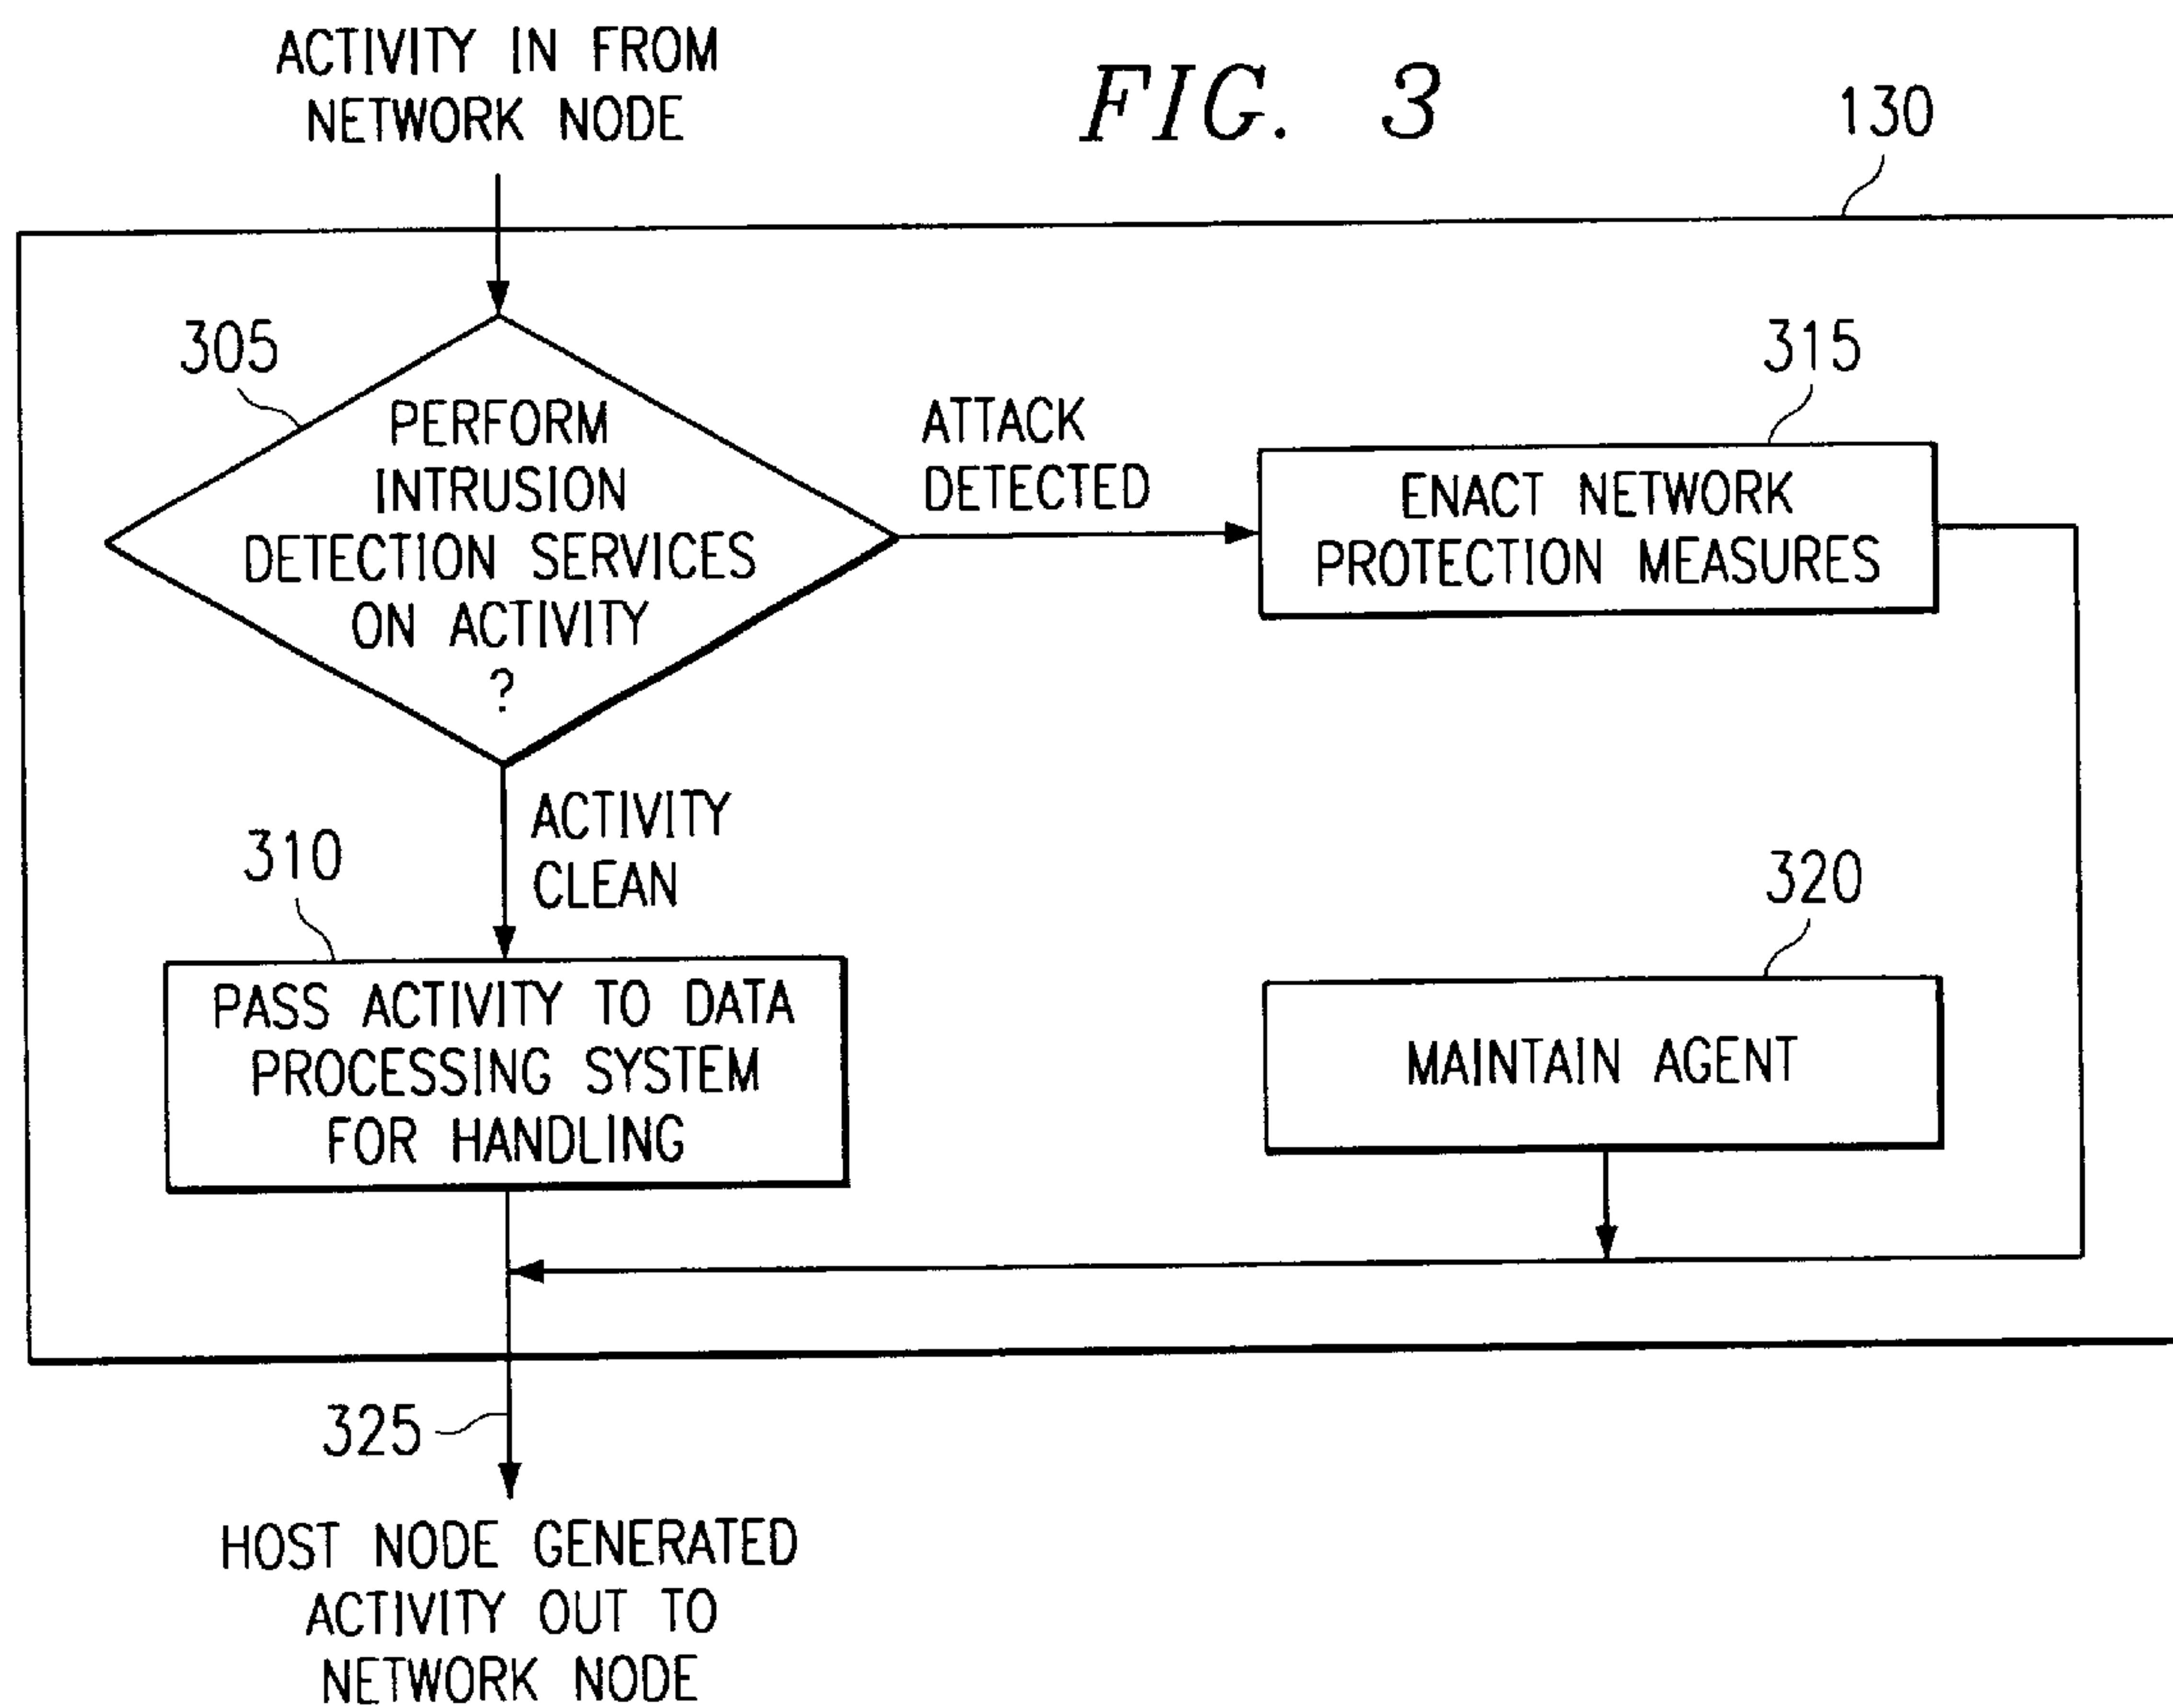 ACTIVITY IN FROM
NETWORK NODE
FIG. 3
130
305
PERFORM
INTRUSION
DETECTION SERVICES
ON ACTIVITY
?
ATTACK
DETECTED
315
ENACT NETWORK
PROTECTION MEASURES
ACTIVITY
CLEAN
310
PASS ACTIVITY TO DATA
PROCESSING SYSTEM
FOR HANDLING
320
MAINTAIN AGENT
325
HOST NODE GENERATED
ACTIVITY OUT TO
NETWORK NODE